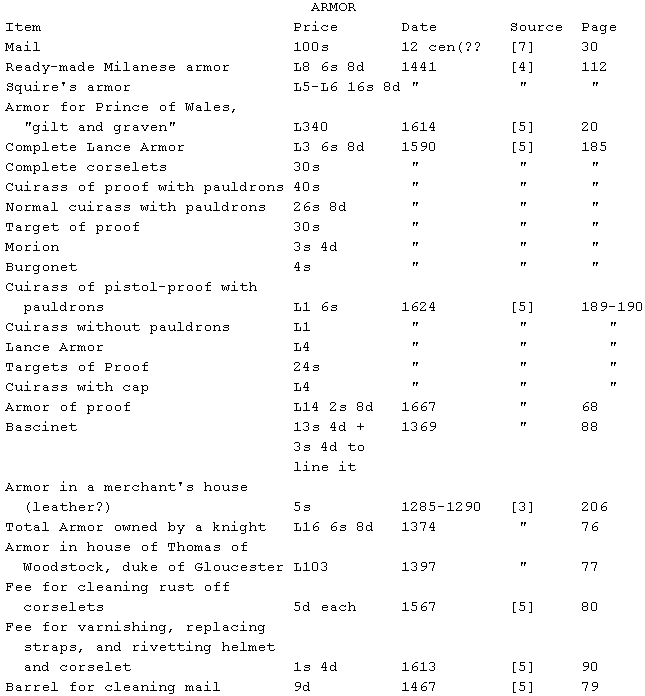 ARMOR
Item Price Date Source Page
Mail 100s 12 cen(?? [7] 30
Ready-made Milanese armor L8 6s 8d 1441 [4] 112
Squire's armor L5-L6 16s 8d " " "
Armor for Prince of Wales,
"gilt and graven" L340 1614 [5] 20
Complete Lance Armor L3 6s 8d 1590 [5] 185
Complete corselets 30s " " "
Cuirass of proof with pauldrons 40s " " "
Normal cuirass with pauldrons 26s 8d " " "
Target of proof 30s " " "
Morion 3s 4d " " "
Burgonet 4s " " "
Cuirass of pistol-proof with
pauldrons L1 6s 1624 [5] 189-190
Cuirass without pauldrons L1 " " "
Lance Armor L4 " " "
Targets of Proof 24s " " "
Cuirass with cap L4 " " "
Armor of proof L14 2s 8d 1667 " 68
Bascinet 13s 4d + 1369 " 88
3s 4d to
line it
Armor in a merchant's house
(leather?) 5s 1285-1290 [3] 206
Total Armor owned by a knight L16 6s 8d 1374 " 76
Armor in house of Thomas of
Woodstock, duke of Gloucester L103 1397 " 77
Fee for cleaning rust off
corselets 5d each 1567 [5] 80
Fee for varnishing, replacing
straps, and rivetting helmet
and corselet 1s 4d 1613 [5] 90
Barrel for cleaning mail 9d 1467 [5] 79